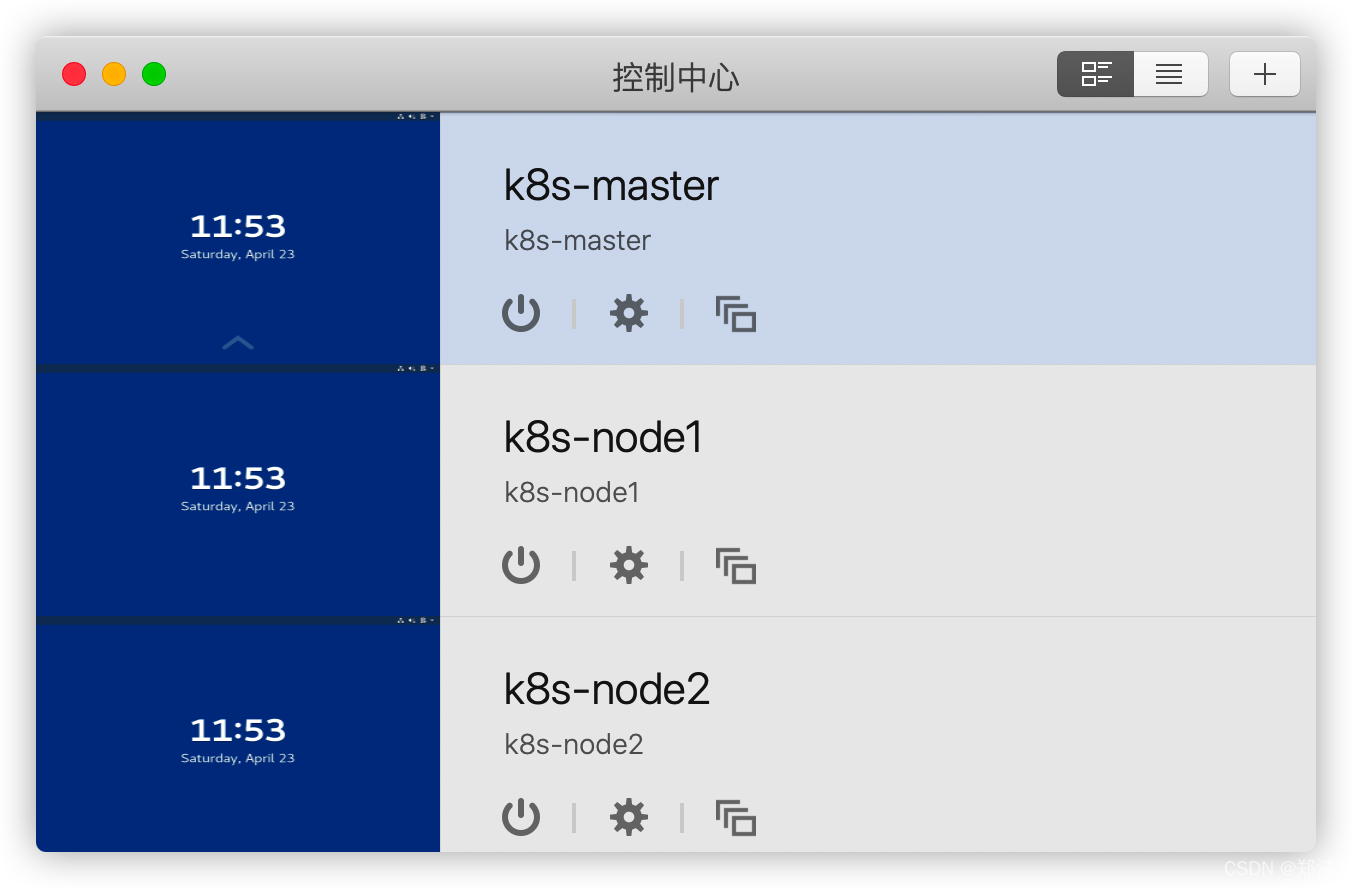 控制中心
11:53
Saturday, April 23
k8s-master
k8s-master
11:53
Saturday, April 23
k8s-node1
k8s-node1
11:53
Saturday, April 23
k8s-node2
k8s-node2
CSDN @郑